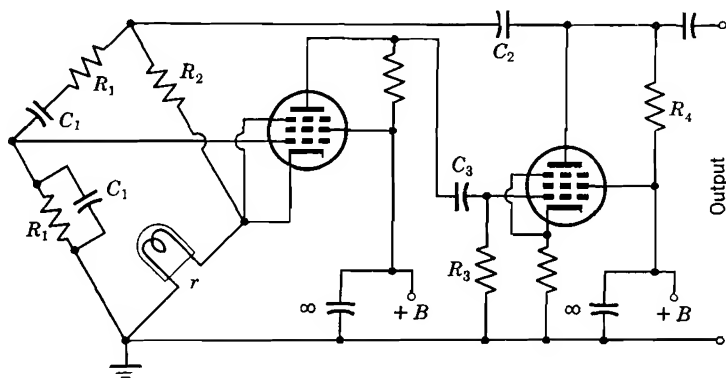 C₂
R₁
R₂
C₁
R₄
C₃
C₁
R₁
R₃
r
∞
+ B
∞
+ B
Output